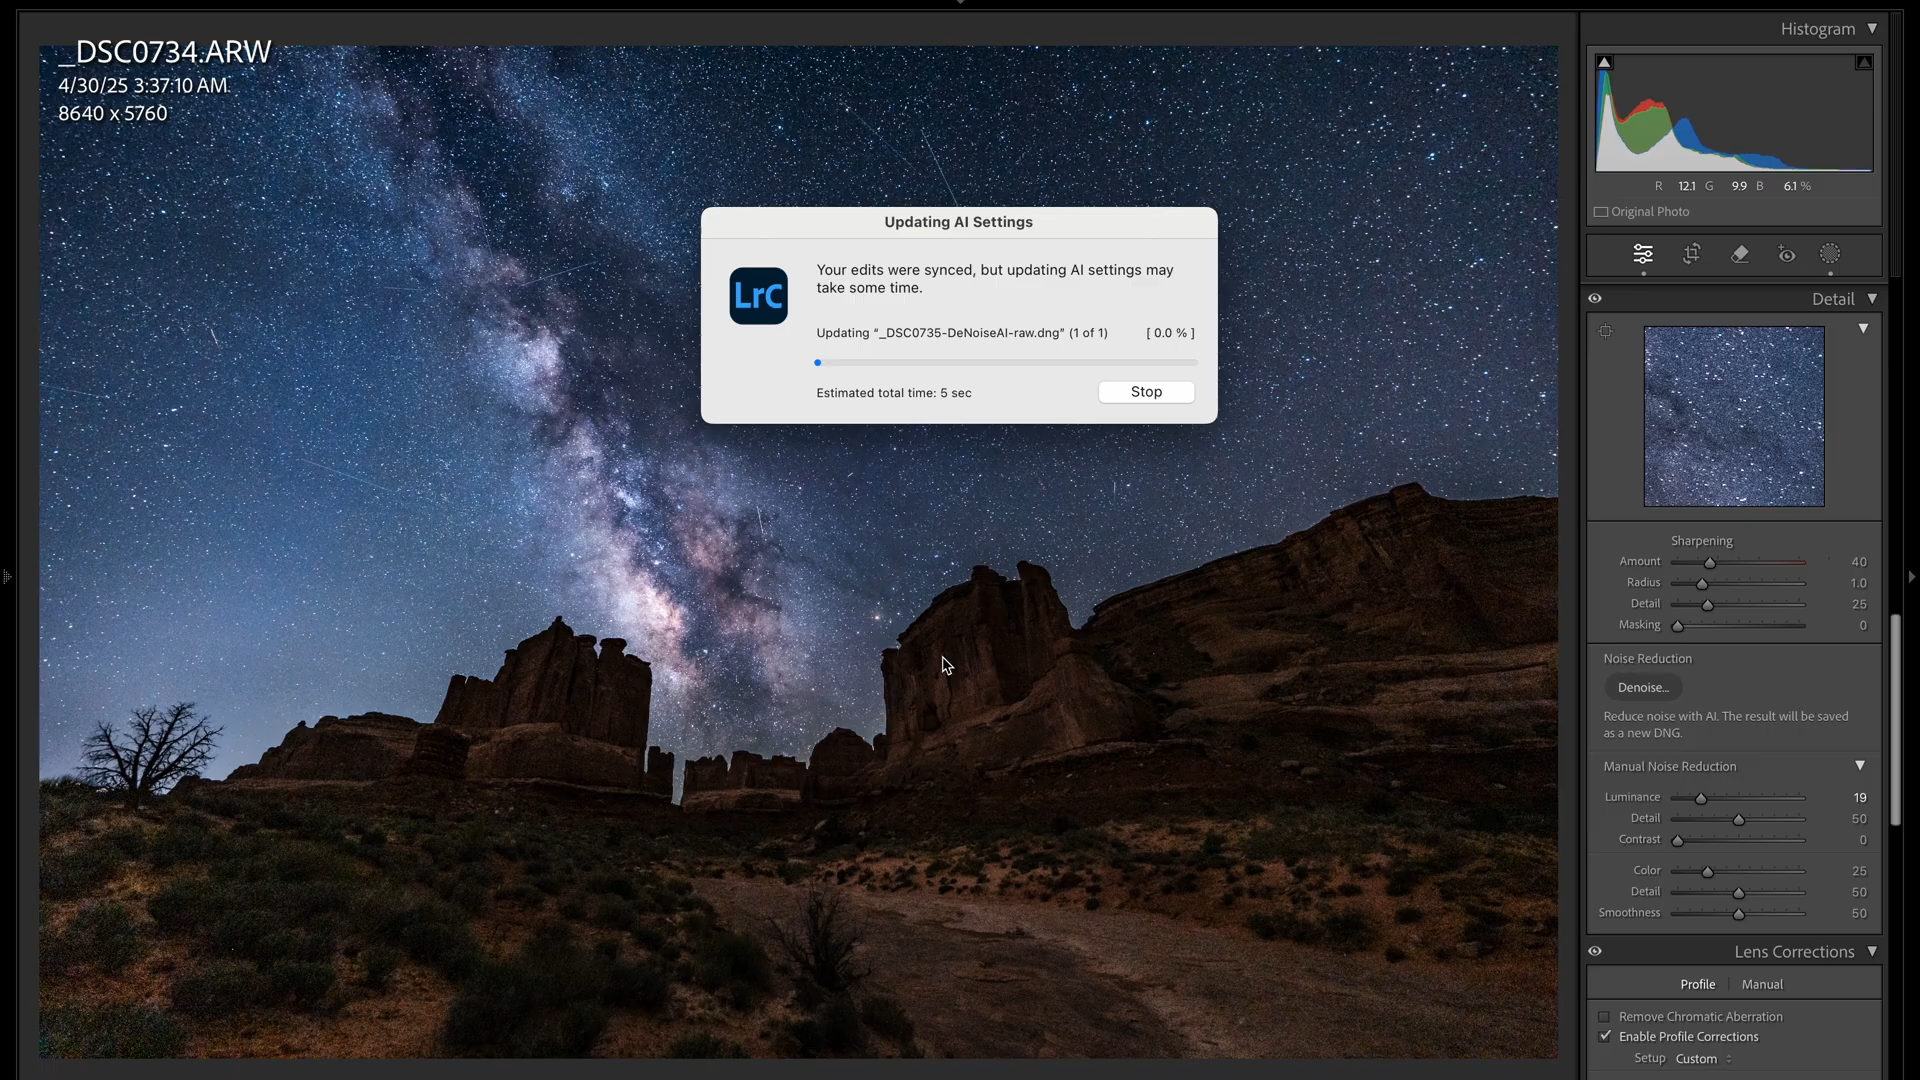 _DSC0734.ARW
4/30/25 3:37:10 AM
8640 x 5760
Updating AI Settings
LrC
Your edits were synced, but updating AI settings may
take some time.
Updating “_DSC0735-DeNoiseAI-raw.dng” (1 of 1) [ 0.0 % ]
Estimated total time: 5 sec
Stop
Histogram
R 12.1 G 9.9 B 6.1 %
Original Photo
Detail
Sharpening
Amount 40
Radius 1.0
Detail 25
Masking 0
Noise Reduction
Denoise...
Reduce noise with AI. The result will be saved
as a new DNG.
Manual Noise Reduction
Luminance 19
Detail 50
Contrast 0
Color 25
Detail 50
Smoothness 50
Lens Corrections
Profile | Manual
Remove Chromatic Aberration
Enable Profile Corrections
Setup Custom